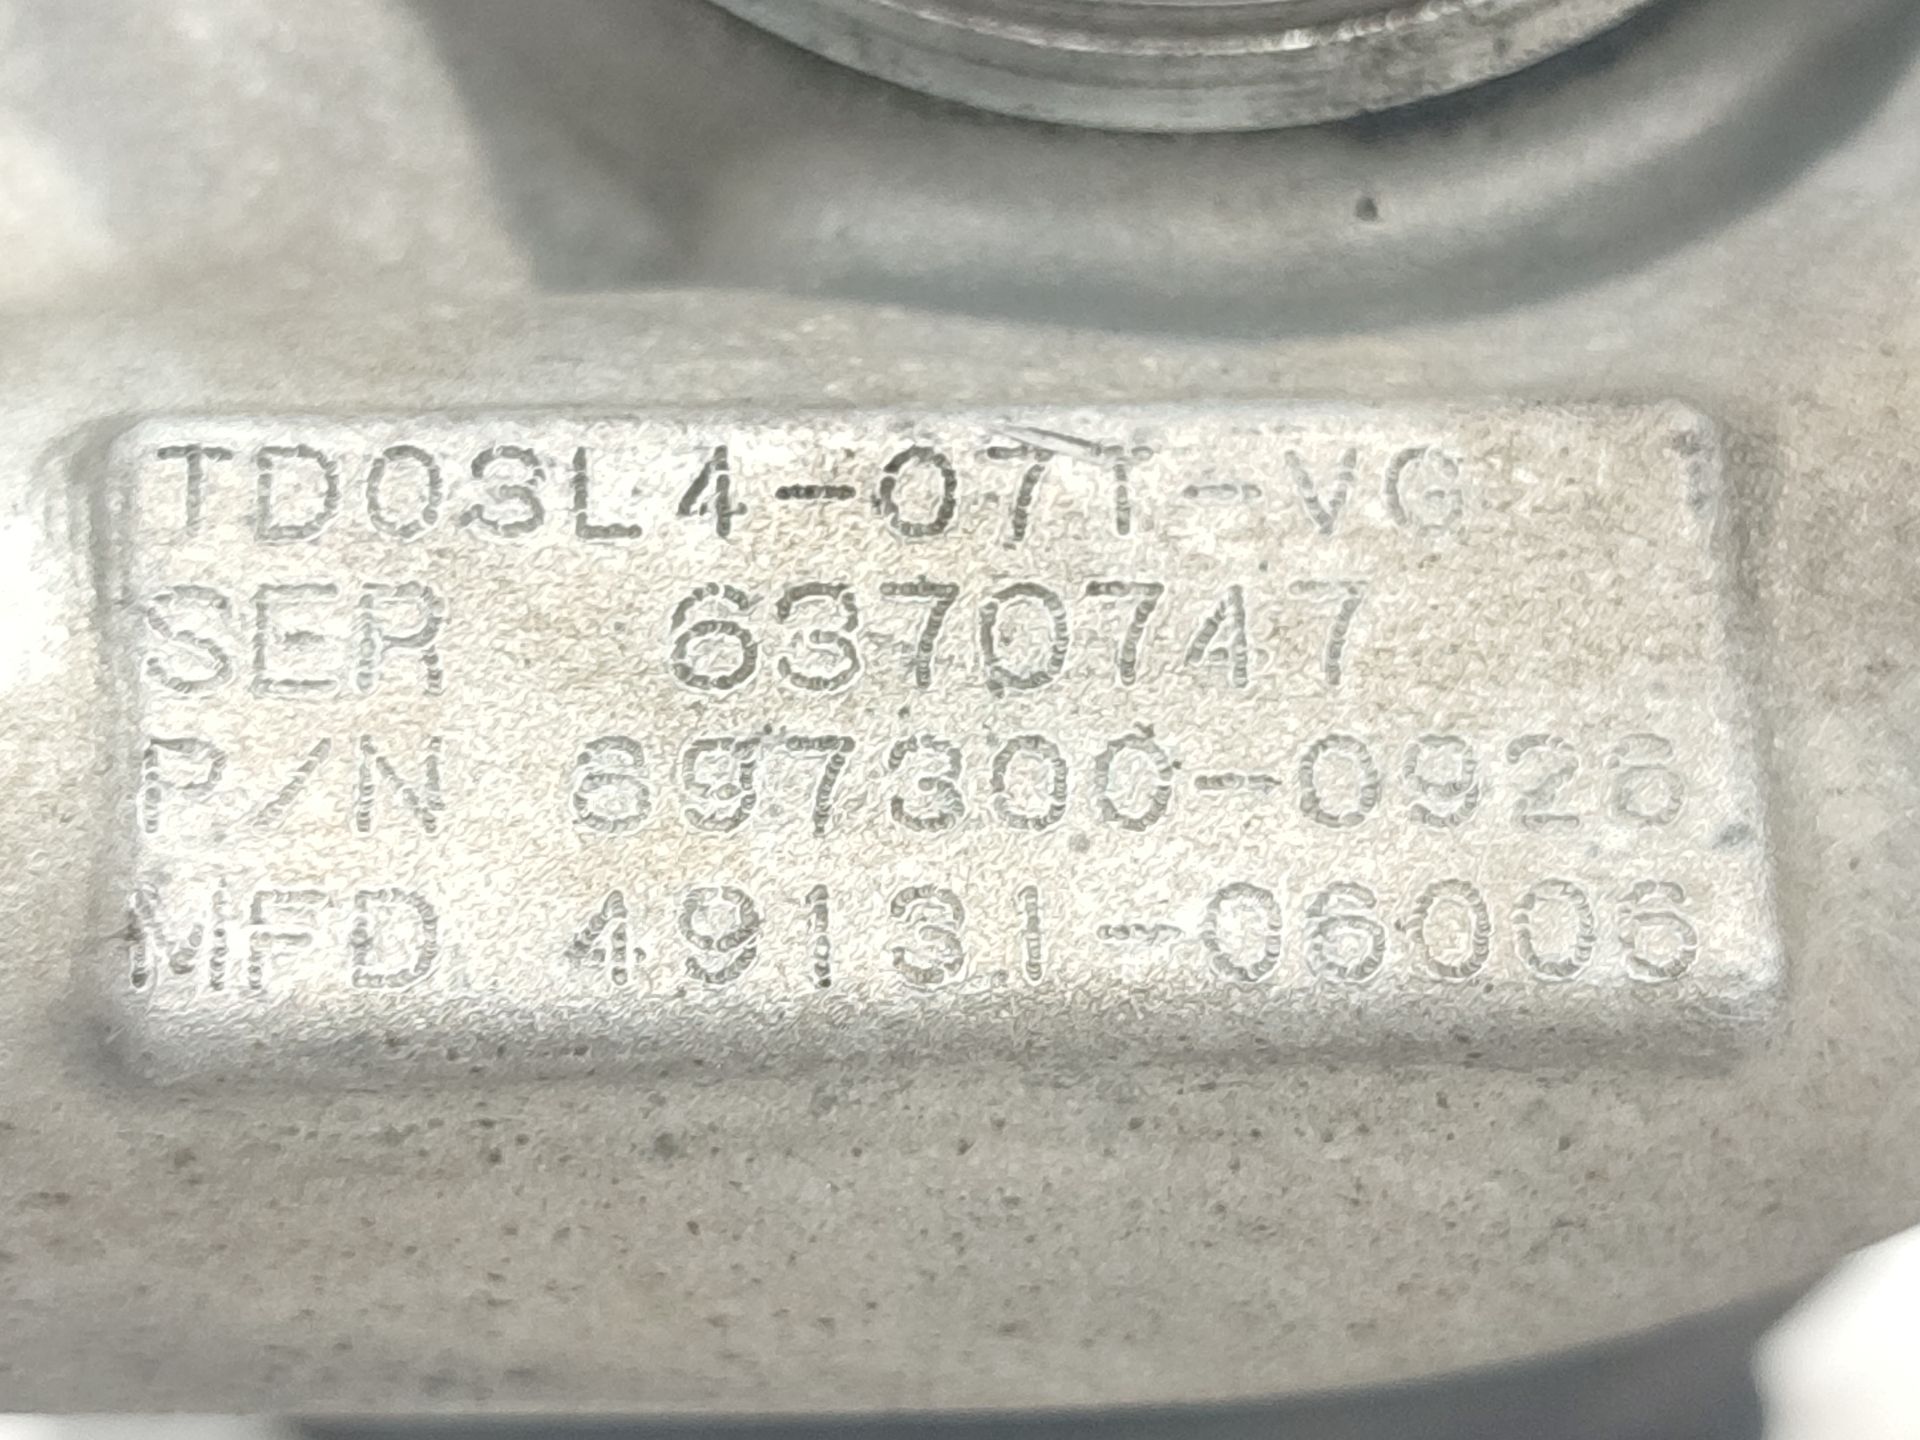 TD03L4-07T-VG
SER 6370747
P/N 697300-0926
MFD 49131-06006